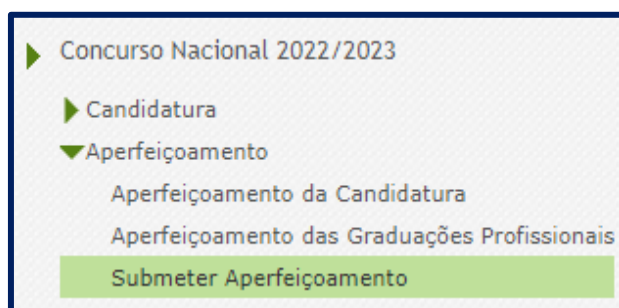 Concurso Nacional 2022/2023
Candidatura
Aperfeiçoamento
Aperfeiçoamento da Candidatura
Aperfeiçoamento das Graduações Profissionais
Submeter Aperfeiçoamento